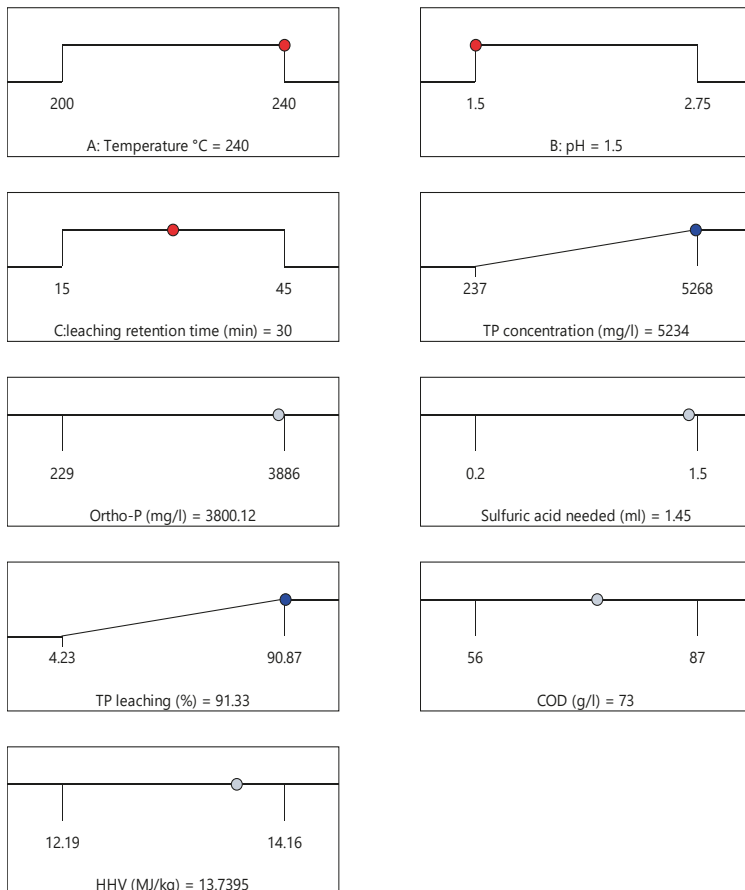 200 240
A: Temperature °C = 240
1.5 2.75
B: pH = 1.5
15 45
C:leaching retention time (min) = 30
237 5268
TP concentration (mg/l) = 5234
229 3886
Ortho-P (mg/l) = 3800.12
0.2 1.5
Sulfuric acid needed (ml) = 1.45
4.23 90.87
TP leaching (%) = 91.33
56 87
COD (g/l) = 73
12.19 14.16
HHV (MJ/kg) = 13.7395